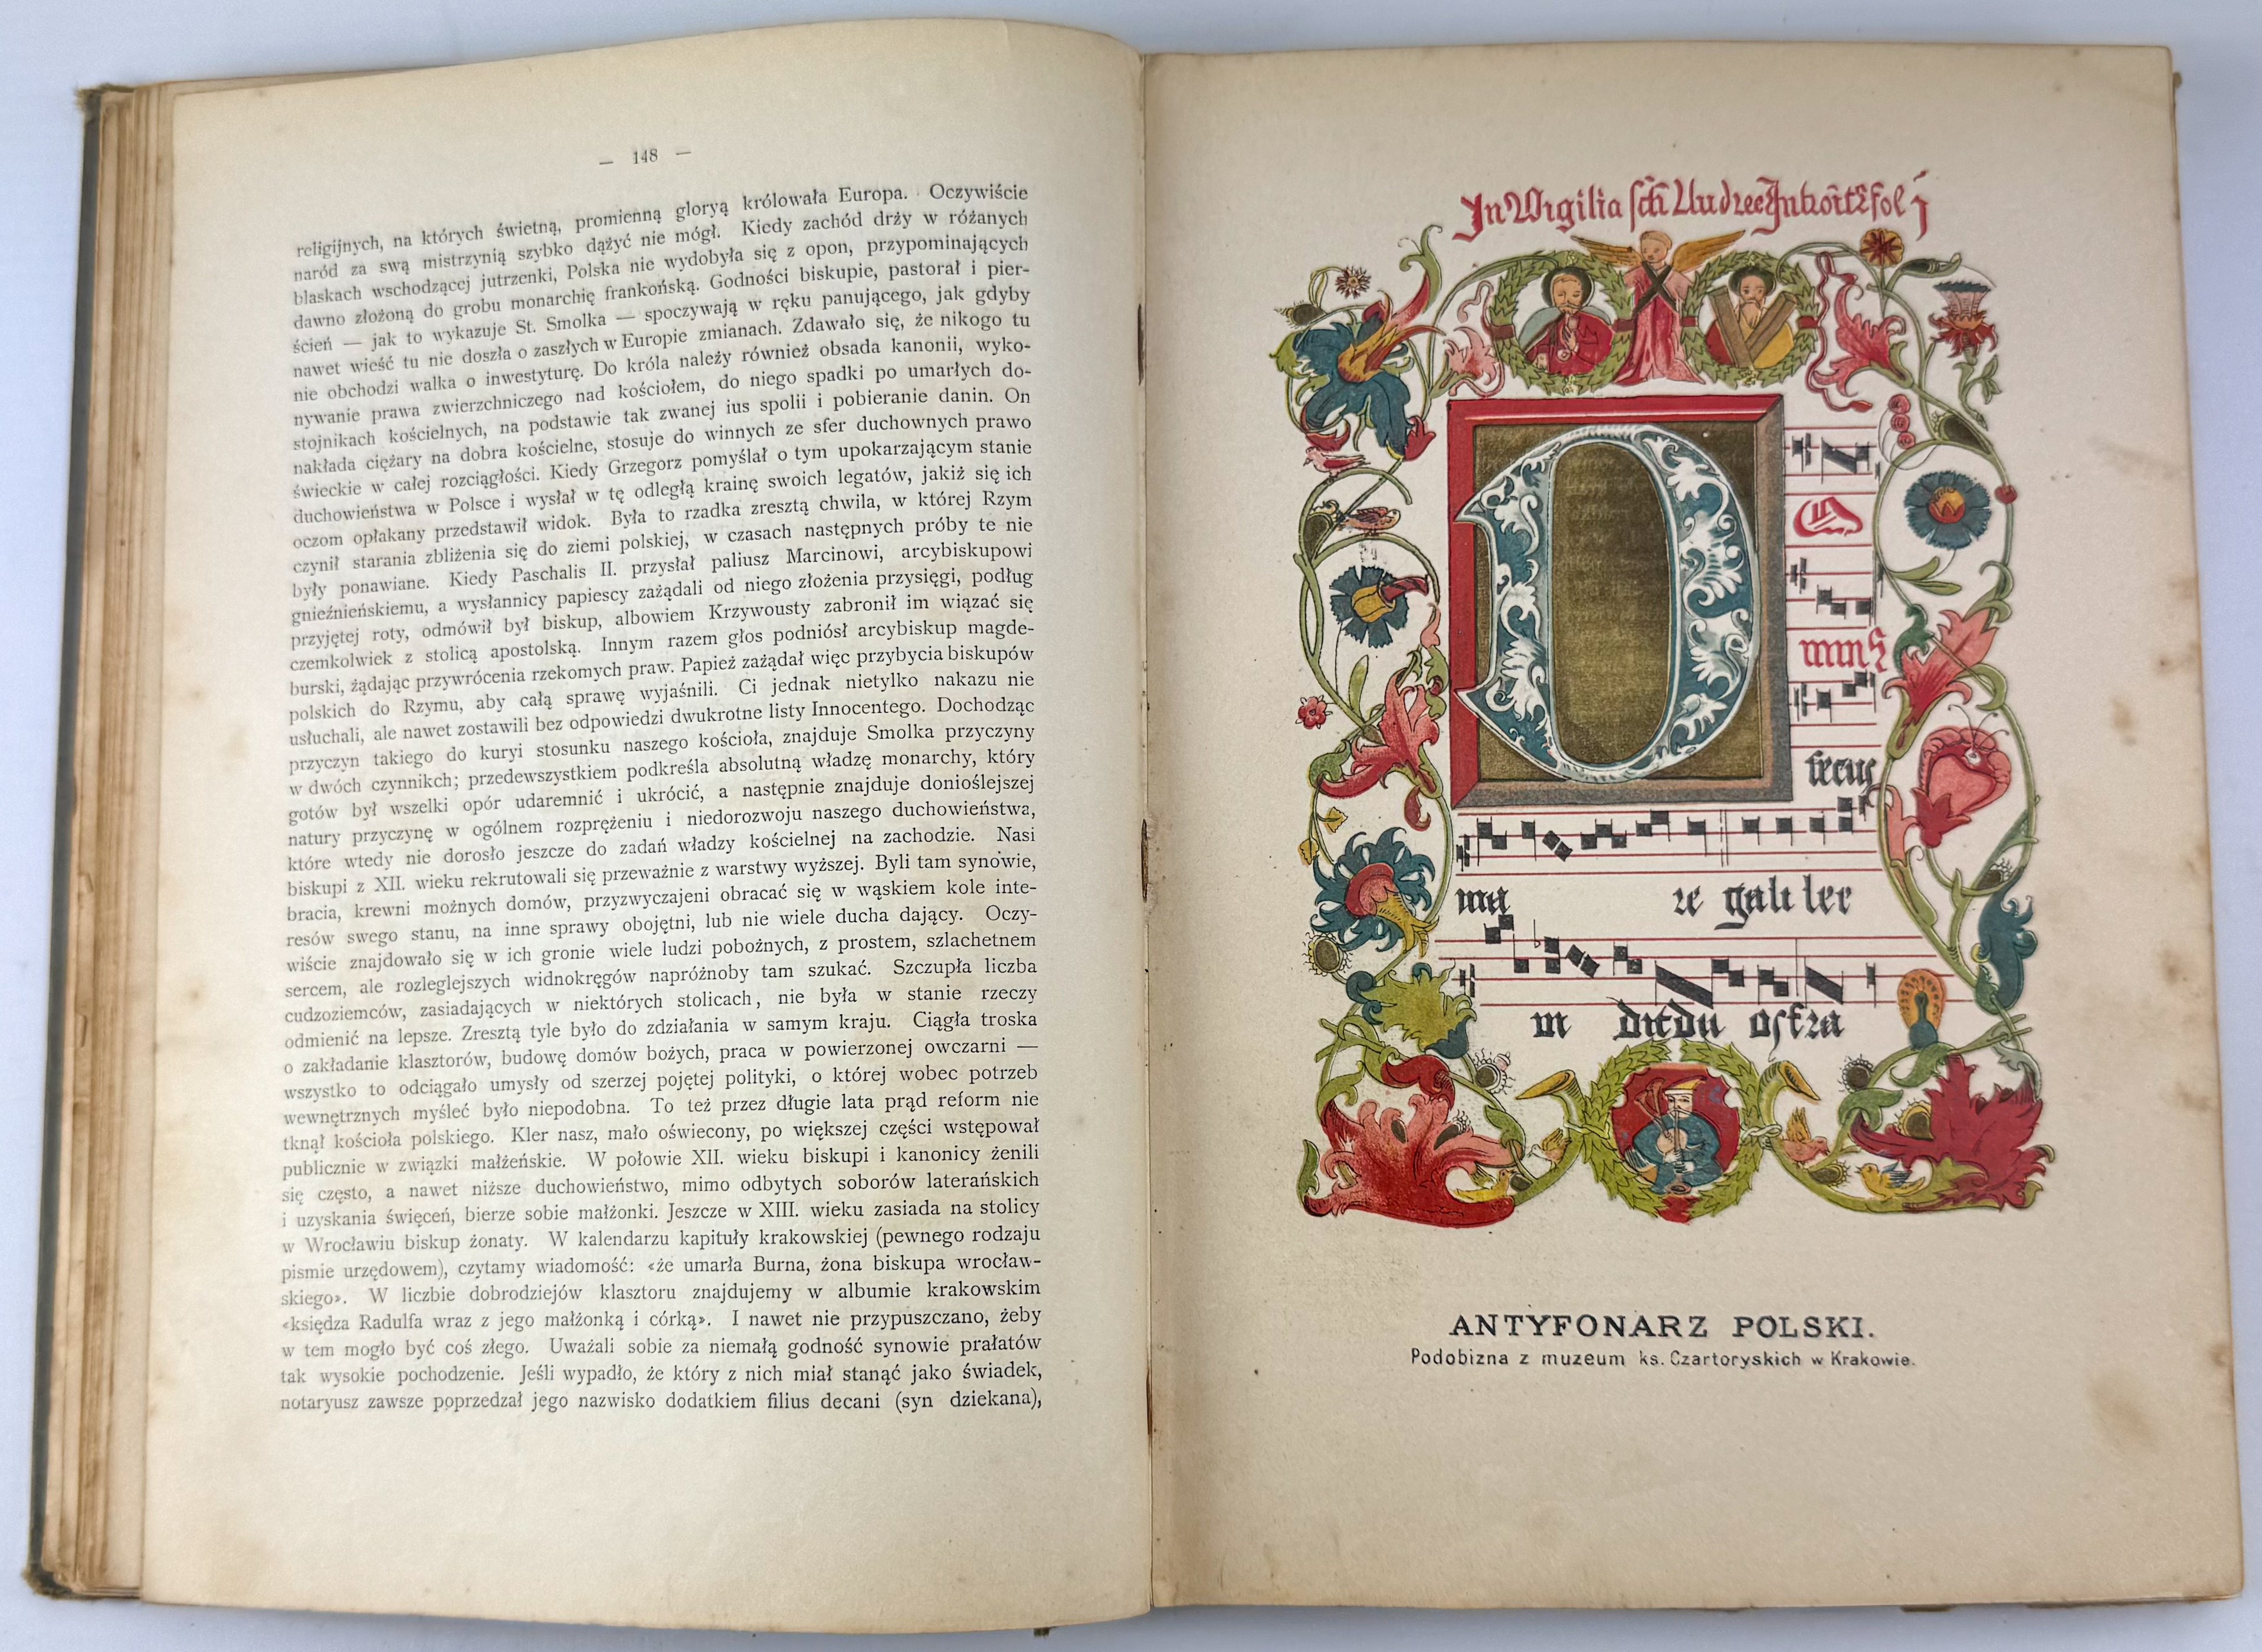 — 148 —
religijnych, na których świetną, promienną gloryą królowała Europa. Oczywiście
naród za swą mistrzynią szybko dążyć nie mógł. Kiedy zachód drży w różanych
blaskach wschodzącej jutrzenki, Polska nie wydobyła się z opon, przypominających
dawno złożoną do grobu monarchię frankońską. Godności biskupie, pastorał i pier-
ścień — jak to wykazuje St. Smolka — spoczywają w ręku panującego, jak gdyby
nawet wieść tu nie doszła o zaszłych w Europie zmianach. Zdawało się, że nikogo tu
nie obchodzi walka o inwestyturę. Do króla należy również obsada kanonii, wyko-
nywanie prawa zwierzchniczego nad kościołem, do niego spadki po umarłych do-
stojnikach kościelnych, na podstawie tak zwanej ius spolii i pobieranie danin. On
nakłada ciężary na dobra kościelne, stosuje do winnych ze sfer duchownych prawo
świeckie w całej rozciągłości. Kiedy Grzegorz pomyślał o tym upokarzającym stanie
duchowieństwa w Polsce i wysłał w tę odległą krainę swoich legatów, jakiż się ich
oczom opłakany przedstawił widok. Była to rzadka zresztą chwila, w której Rzym
czynił starania zbliżenia się do ziemi polskiej, w czasach następnych próby te nie
były ponawiane. Kiedy Paschalis II. przysłał paliusz Marcinowi, arcybiskupowi
gnieźnieńskiemu, a wysłannicy papiescy zażądali od niego złożenia przysięgi, podług
przyjętej roty, odmówił był biskup, albowiem Krzywousty zabronił im wiązać się
czemkolwiek z stolicą apostolską. Innym razem głos podniósł arcybiskup magde-
burski, żądając przywrócenia rzekomych praw. Papież zażądał więc przybycia biskupów
polskich do Rzymu, aby całą sprawę wyjaśnili. Ci jednak nietylko nakazu nie
usłuchali, ale nawet zostawili bez odpowiedzi dwukrotne listy Innocentego. Dochodząc
przyczyn takiego do kuryi stosunku naszego kościoła, znajduje Smolka przyczyny
w dwóch czynnikch; przedewszystkiem podkreśla absolutną władzę monarchy, który
gotów był wszelki opór udaremnić i ukrócić, a następnie znajduje donioślejszej
natury przyczynę w ogólnem rozprężeniu i niedorozwoju naszego duchowieństwa,
które wtedy nie dorosło jeszcze do zadań władzy kościelnej na zachodzie. Nasi
biskupi z XII. wieku rekrutowali się przeważnie z warstwy wyższej. Byli tam synowie,
bracia, krewni możnych domów, przyzwyczajeni obracać się w wąskiem kole inte-
resów swego stanu, na inne sprawy obojętni, lub nie wiele ducha dający. Oczy-
wiście znajdowało się w ich gronie wiele ludzi pobożnych, z prostem, szlachetnem
sercem, ale rozleglejszych widnokręgów napróżnoby tam szukać. Szczupła liczba
cudzoziemców, zasiadających w niektórych stolicach, nie była w stanie rzeczy
odmienić na lepsze. Zresztą tyle było do zdziałania w samym kraju. Ciągła troska
o zakładanie klasztorów, budowę domów bożych, praca w powierzonej owczarni —
wszystko to odciągało umysły od szerzej pojętej polityki, o której wobec potrzeb
wewnętrznych myśleć było niepodobna. To też przez długie lata prąd reform nie
tknął kościoła polskiego. Kler nasz, mało oświecony, po większej części wstępował
publicznie w związki małżeńskie. W połowie XII. wieku biskupi i kanonicy żenili
się często, a nawet niższe duchowieństwo, mimo odbytych soborów laterańskich
i uzyskania święceń, bierze sobie małżonki. Jeszcze w XIII. wieku zasiada na stolicy
w Wrocławiu biskup żonaty. W kalendarzu kapituły krakowskiej (pewnego rodzaju
pismie urzędowem), czytamy wiadomość: «że umarła Burna, żona biskupa wrocław-
skiego». W liczbie dobrodziejów klasztoru znajdujemy w albumie krakowskim
«księdza Radulfa wraz z jego małżonką i córką». I nawet nie przypuszczano, żeby
w tem mogło być coś złego. Uważali sobie za niemałą godność synowie prałatów
tak wysokie pochodzenie. Jeśli wypadło, że który z nich miał stanąć jako świadek,
notaryusz zawsze poprzedzał jego nazwisko dodatkiem filius decani (syn dziekana),
In Vigilia
D
secus
ma re galilee
ANTYFONARZ POLSKI.
Podobizna z muzeum ks. Czartoryskich w Krakowie.